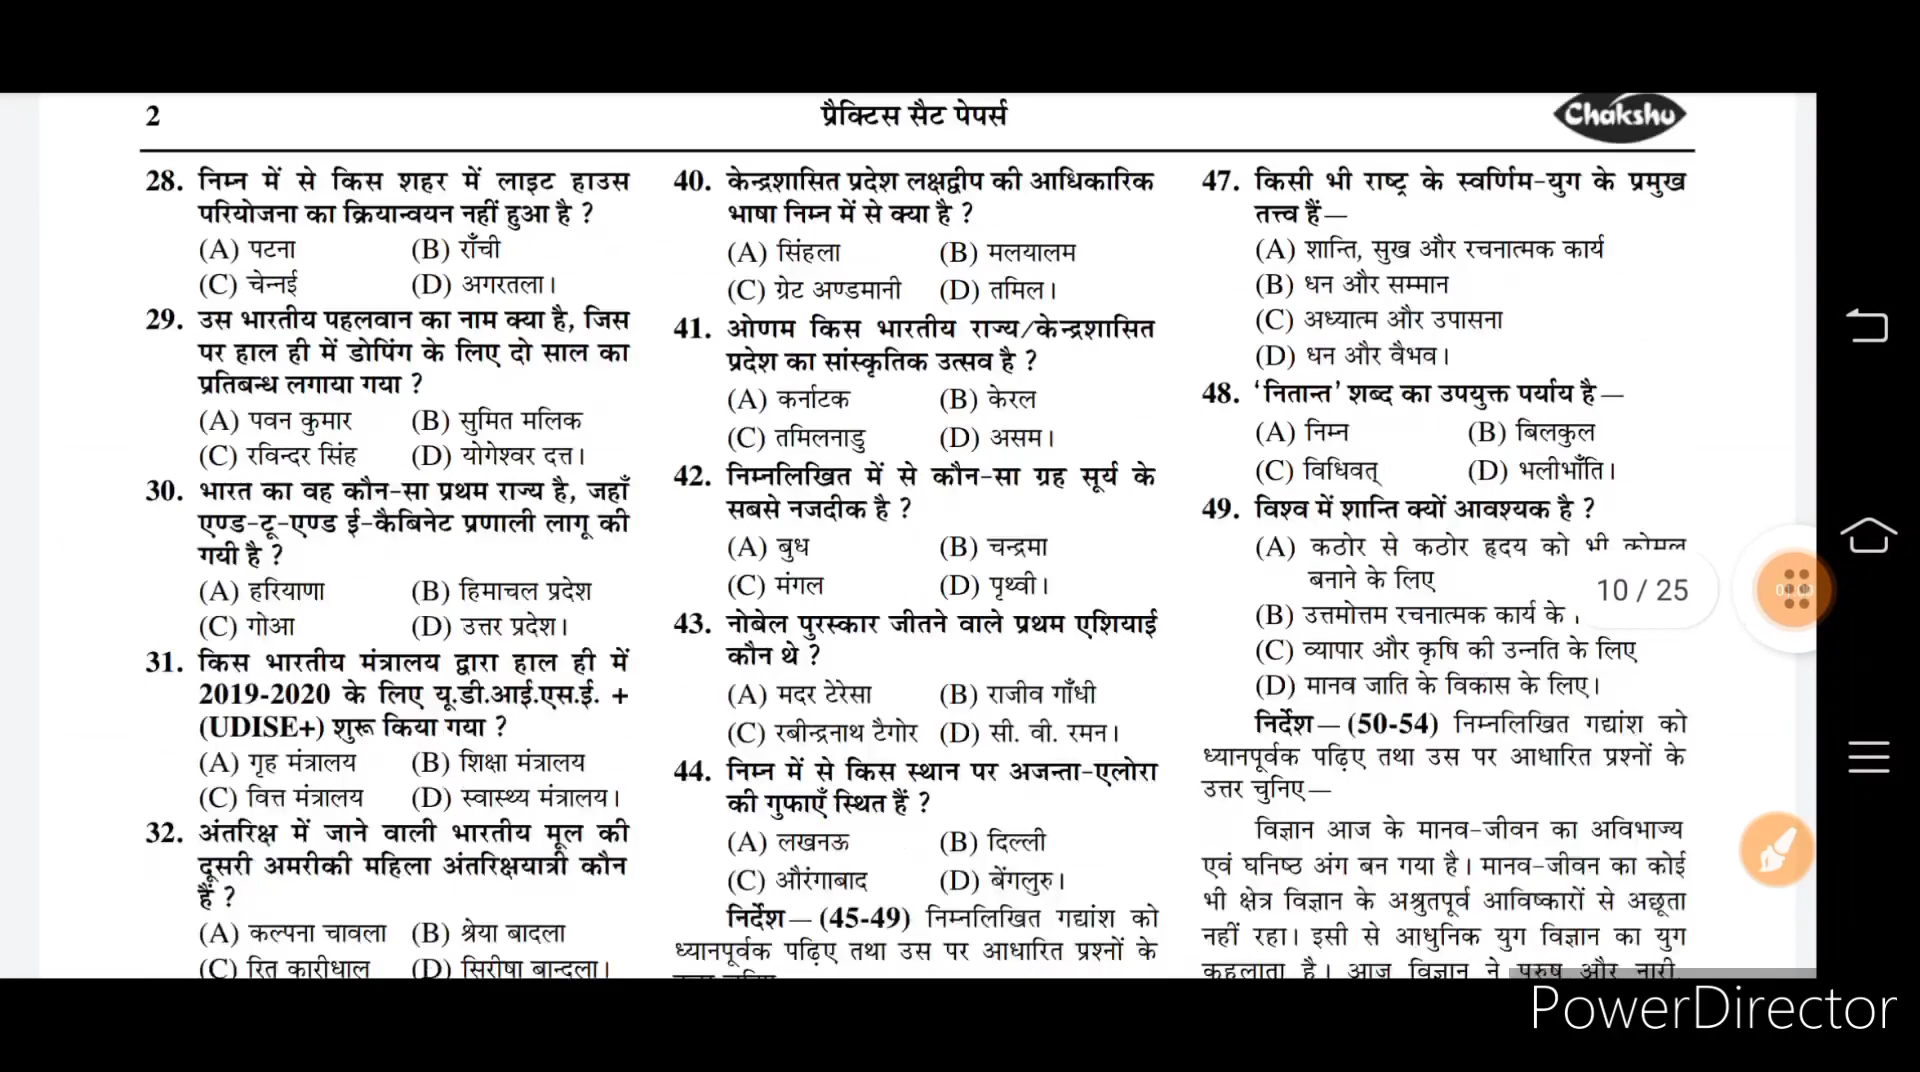 2
प्रैक्टिस सैट पेपर्स
Chakshu
28. निम्न में से किस शहर में लाइट हाउस
परियोजना का क्रियान्वयन नहीं हुआ है ?
(A) पटना (B) राँची
(C) चेन्नई (D) अगरतला।
29. उस भारतीय पहलवान का नाम क्या है, जिस
पर हाल ही में डोपिंग के लिए दो साल का
प्रतिबन्ध लगाया गया ?
(A) पवन कुमार (B) सुमित मलिक
(C) रविन्दर सिंह (D) योगेश्वर दत्त।
30. भारत का वह कौन-सा प्रथम राज्य है, जहाँ
एण्ड-टू-एण्ड ई-कैबिनेट प्रणाली लागू की
गयी है ?
(A) हरियाणा (B) हिमाचल प्रदेश
(C) गोआ (D) उत्तर प्रदेश।
31. किस भारतीय मंत्रालय द्वारा हाल ही में
2019-2020 के लिए यू.डी.आई.एस.ई. +
(UDISE+) शुरू किया गया ?
(A) गृह मंत्रालय (B) शिक्षा मंत्रालय
(C) वित्त मंत्रालय (D) स्वास्थ्य मंत्रालय।
32. अंतरिक्ष में जाने वाली भारतीय मूल की
दूसरी अमरीकी महिला अंतरिक्षयात्री कौन
हैं ?
(A) कल्पना चावला (B) श्रेया बादला
(C) रितु कारीधाल (D) सिरीषा बान्दला।
40. केन्द्रशासित प्रदेश लक्षद्वीप की आधिकारिक
भाषा निम्न में से क्या है ?
(A) सिंहला (B) मलयालम
(C) ग्रेट अण्डमानी (D) तमिल।
41. ओणम किस भारतीय राज्य/केन्द्रशासित
प्रदेश का सांस्कृतिक उत्सव है ?
(A) कर्नाटक (B) केरल
(C) तमिलनाडु (D) असम।
42. निम्नलिखित में से कौन-सा ग्रह सूर्य के
सबसे नजदीक है ?
(A) बुध (B) चन्द्रमा
(C) मंगल (D) पृथ्वी।
43. नोबेल पुरस्कार जीतने वाले प्रथम एशियाई
कौन थे ?
(A) मदर टेरेसा (B) राजीव गाँधी
(C) रबीन्द्रनाथ टैगोर (D) सी. वी. रमन।
44. निम्न में से किस स्थान पर अजन्ता-एलोरा
की गुफाएँ स्थित हैं ?
(A) लखनऊ (B) दिल्ली
(C) औरंगाबाद (D) बेंगलुरु।
निर्देश—(45-49) निम्नलिखित गद्यांश को
ध्यानपूर्वक पढ़िए तथा उस पर आधारित प्रश्नों के
47. किसी भी राष्ट्र के स्वर्णिम-युग के प्रमुख
तत्त्व हैं—
(A) शान्ति, सुख और रचनात्मक कार्य
(B) धन और सम्मान
(C) अध्यात्म और उपासना
(D) धन और वैभव।
48. 'नितान्त' शब्द का उपयुक्त पर्याय है—
(A) निम्न (B) बिलकुल
(C) विधिवत् (D) भलीभाँति।
49. विश्व में शान्ति क्यों आवश्यक है ?
(A) कठोर से कठोर हृदय को भी कोमल
बनाने के लिए
(B) उत्तमोत्तम रचनात्मक कार्य के
(C) व्यापार और कृषि की उन्नति के लिए
(D) मानव जाति के विकास के लिए।
निर्देश—(50-54) निम्नलिखित गद्यांश को
ध्यानपूर्वक पढ़िए तथा उस पर आधारित प्रश्नों के
उत्तर चुनिए—
विज्ञान आज के मानव-जीवन का अविभाज्य
एवं घनिष्ठ अंग बन गया है। मानव-जीवन का कोई
भी क्षेत्र विज्ञान के अश्रुतपूर्व आविष्कारों से अछूता
नहीं रहा। इसी से आधुनिक युग विज्ञान का युग
कहलाता है। आज विज्ञान ने पुरुष और नारी,
10 / 25
PowerDirector